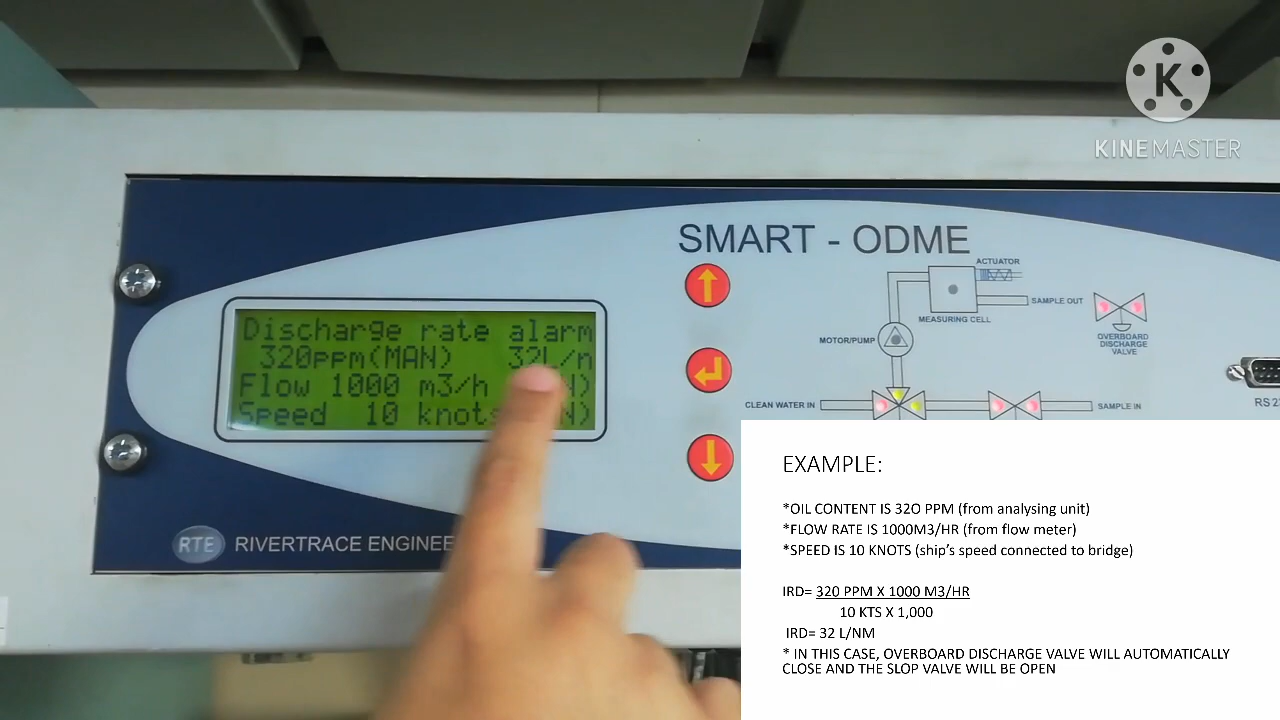 K
KINEMASTER
SMART - ODME
ACTUATOR
SAMPLE OUT
MEASURING CELL
OVERBOARD
DISCHARGE
VALVE
MOTOR/PUMP
CLEAN WATER IN
SAMPLE IN
Discharge rate alarm
320ppm(MAN) 32L/n
Flow 1000 m3/h
Speed 10 knots
RTE RIVERTRACE
EXAMPLE:
*OIL CONTENT IS 32O PPM (from analysing unit)
*FLOW RATE IS 1000M3/HR (from flow meter)
*SPEED IS 10 KNOTS (ship's speed connected to bridge)
IRD= 320 PPM X 1000 M3/HR
10 KTS X 1,000
IRD= 32 L/NM
* IN THIS CASE, OVERBOARD DISCHARGE VALVE WILL AUTOMATICALLY
CLOSE AND THE SLOP VALVE WILL BE OPEN